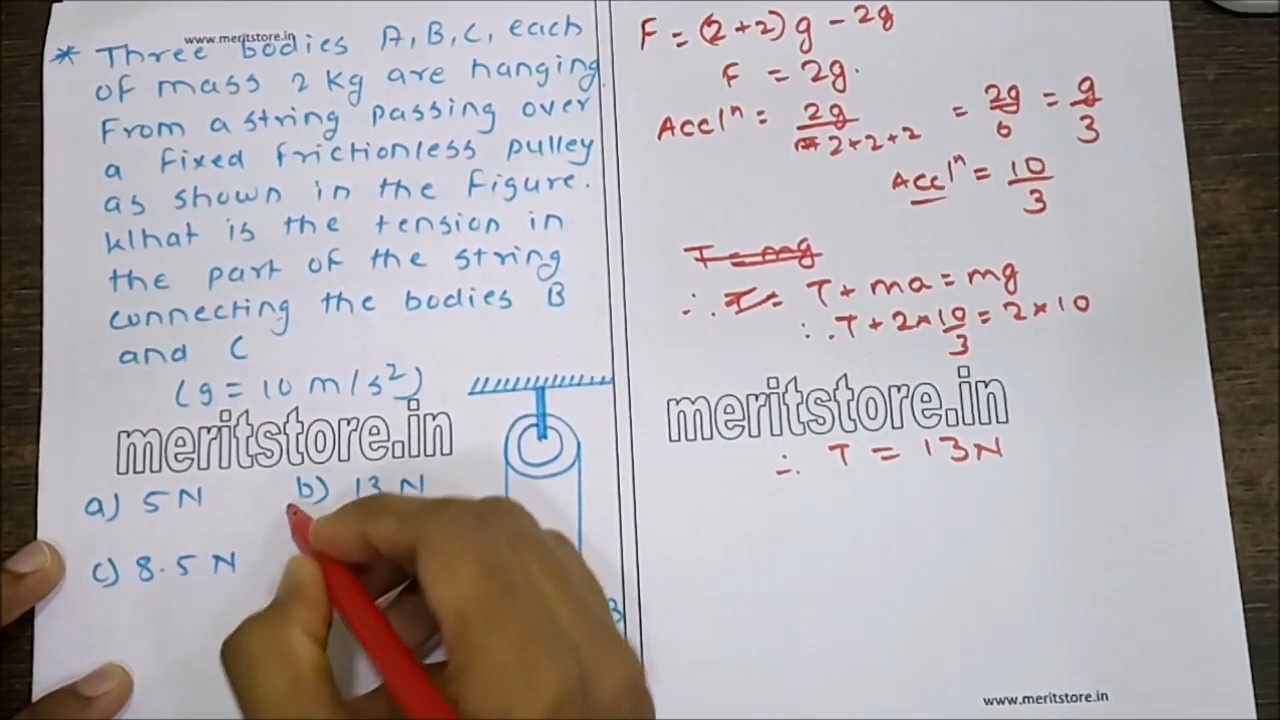 www.meritstore.in
* Three bodies A, B, C, each
of mass 2 kg are hanging
From a string passing over
a fixed frictionless pulley
as shown in the figure.
What is the tension in
the part of the string
connecting the bodies B
and C
(g = 10 m/s²)
meritstore.in
a) 5 N b) 13 N
c) 8.5 N
B
F = (2+2)g - 2g
F = 2g.
Acclⁿ = 2g/2+2+2 = 2g/6 = g/3
Acclⁿ = 10/3
T = mg
∴ T + ma = mg
∴ T + 2×10/3 = 2×10
meritstore.in
∴ T = 13 N
www.meritstore.in